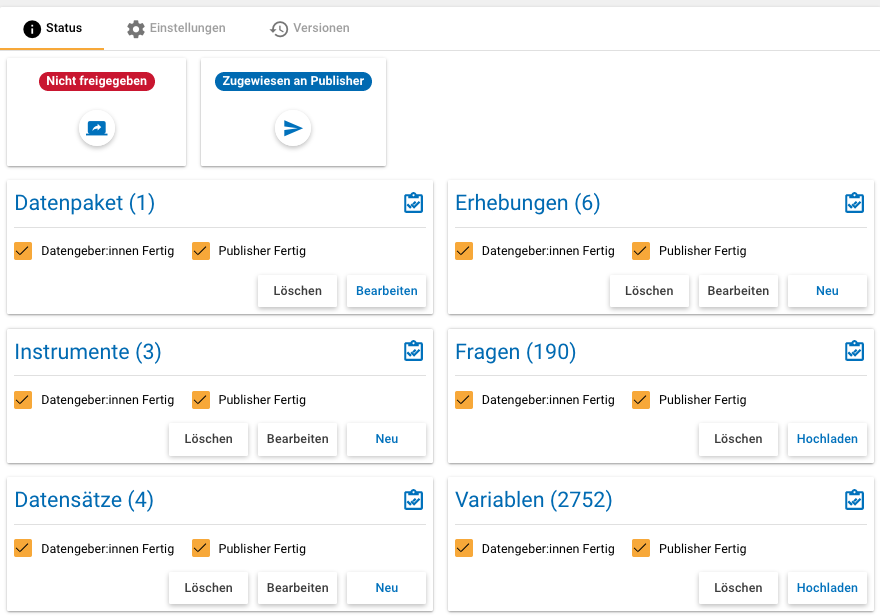 Status Einstellungen Versionen
Nicht freigegeben
Zugewiesen an Publisher
Datenpaket (1)
Datengeber:innen Fertig Publisher Fertig
Löschen Bearbeiten
Erhebungen (6)
Datengeber:innen Fertig Publisher Fertig
Löschen Bearbeiten Neu
Instrumente (3)
Datengeber:innen Fertig Publisher Fertig
Löschen Bearbeiten Neu
Fragen (190)
Datengeber:innen Fertig Publisher Fertig
Löschen Hochladen
Datensätze (4)
Datengeber:innen Fertig Publisher Fertig
Löschen Bearbeiten Neu
Variablen (2752)
Datengeber:innen Fertig Publisher Fertig
Löschen Hochladen